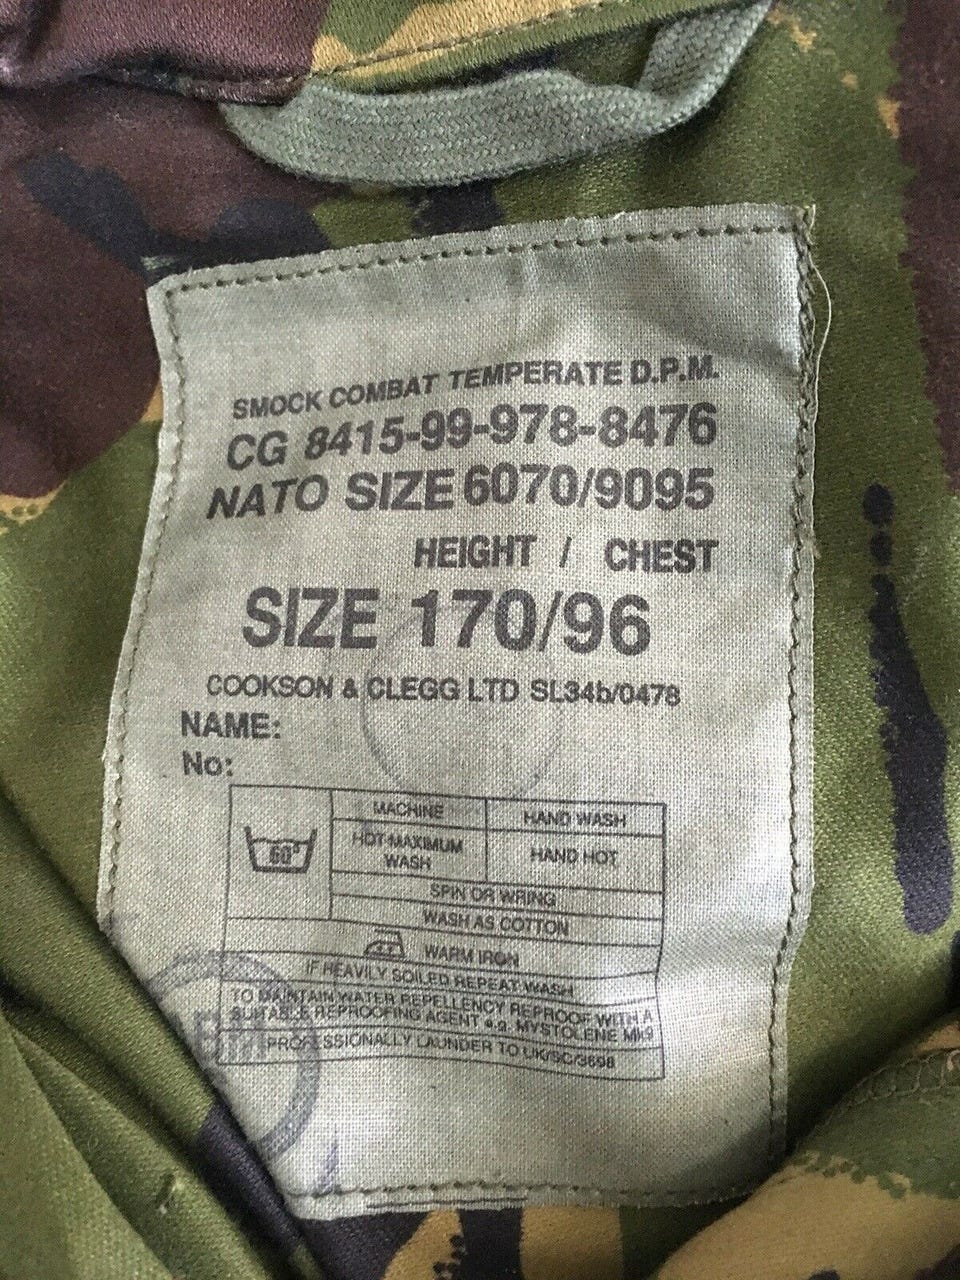 SMOCK COMBAT TEMPERATE D.P.M.
CG 8415-99-978-8476
NATO SIZE 6070/9095
HEIGHT / CHEST
SIZE 170/96
COOKSON & CLEGG LTD SL34b/0478
NAME:
No:
MACHINE HAND WASH
60°
HOT MAXIMUM WASH HAND HOT
SPIN OR WRING
WASH AS COTTON
WARM IRON
IF HEAVILY SOILED REPEAT WASH
TO MAINTAIN WATER REPELLENCY REPROOF WITH A
SUITABLE REPROOFING AGENT e.g. MYSTOLENE Mk9
PROFESSIONALLY LAUNDER TO UK/SC/3698